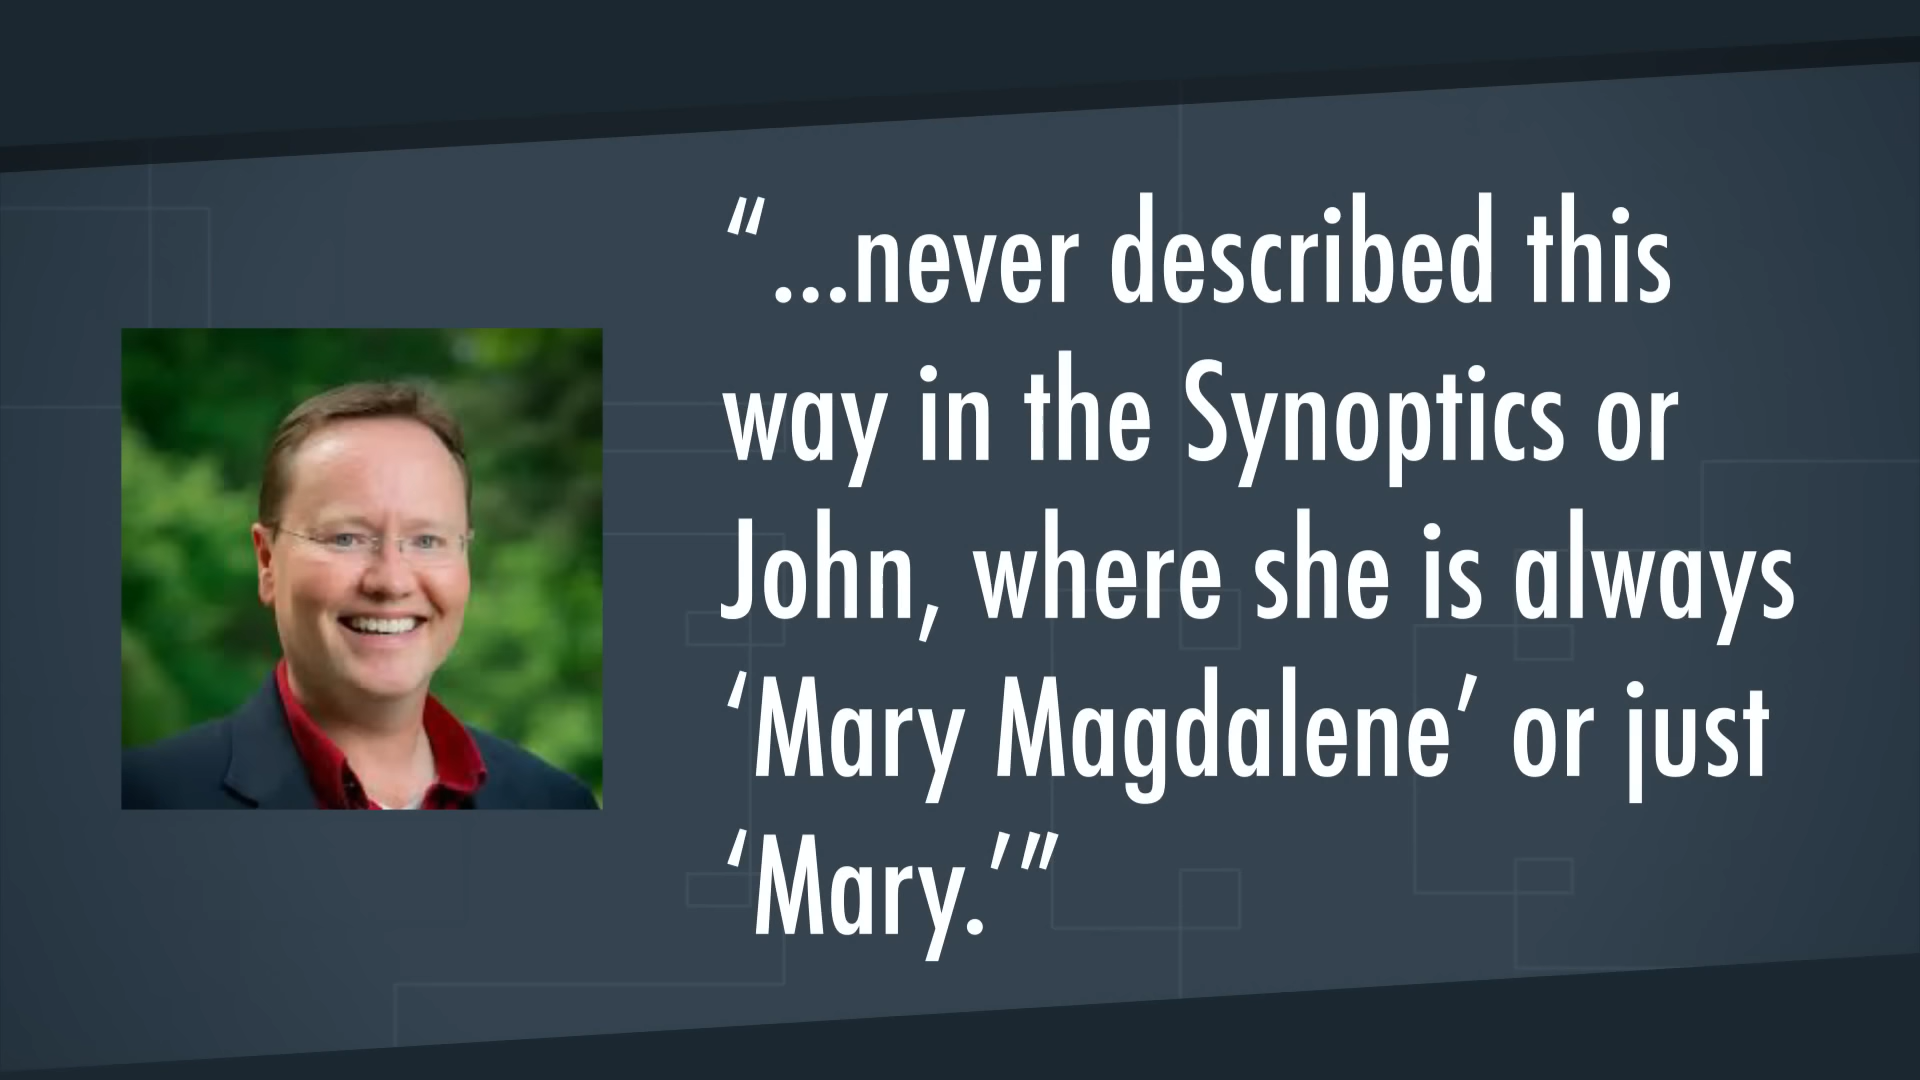 “...never described this
way in the Synoptics or
John, where she is always
‘Mary Magdalene’ or just
‘Mary.’”